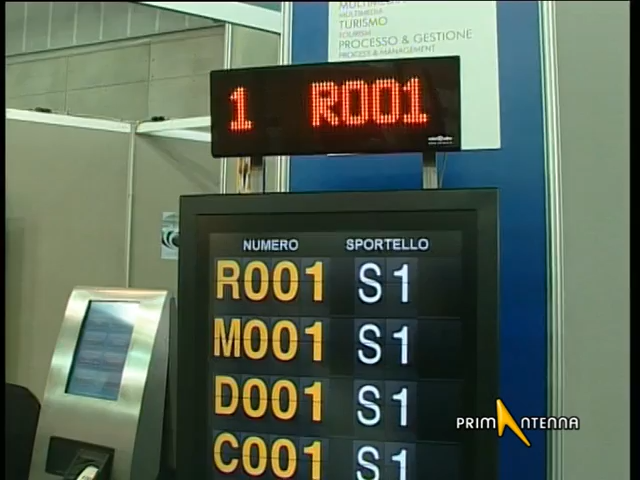 MULTIMEDIA
TURISMO
TOURISM
PROCESSO & GESTIONE
PROCESS & MANAGEMENT
1 R001
NUMERO SPORTELLO
R001 S1
M001 S1
D001 S1
C001 S1
PRIMANTENNA